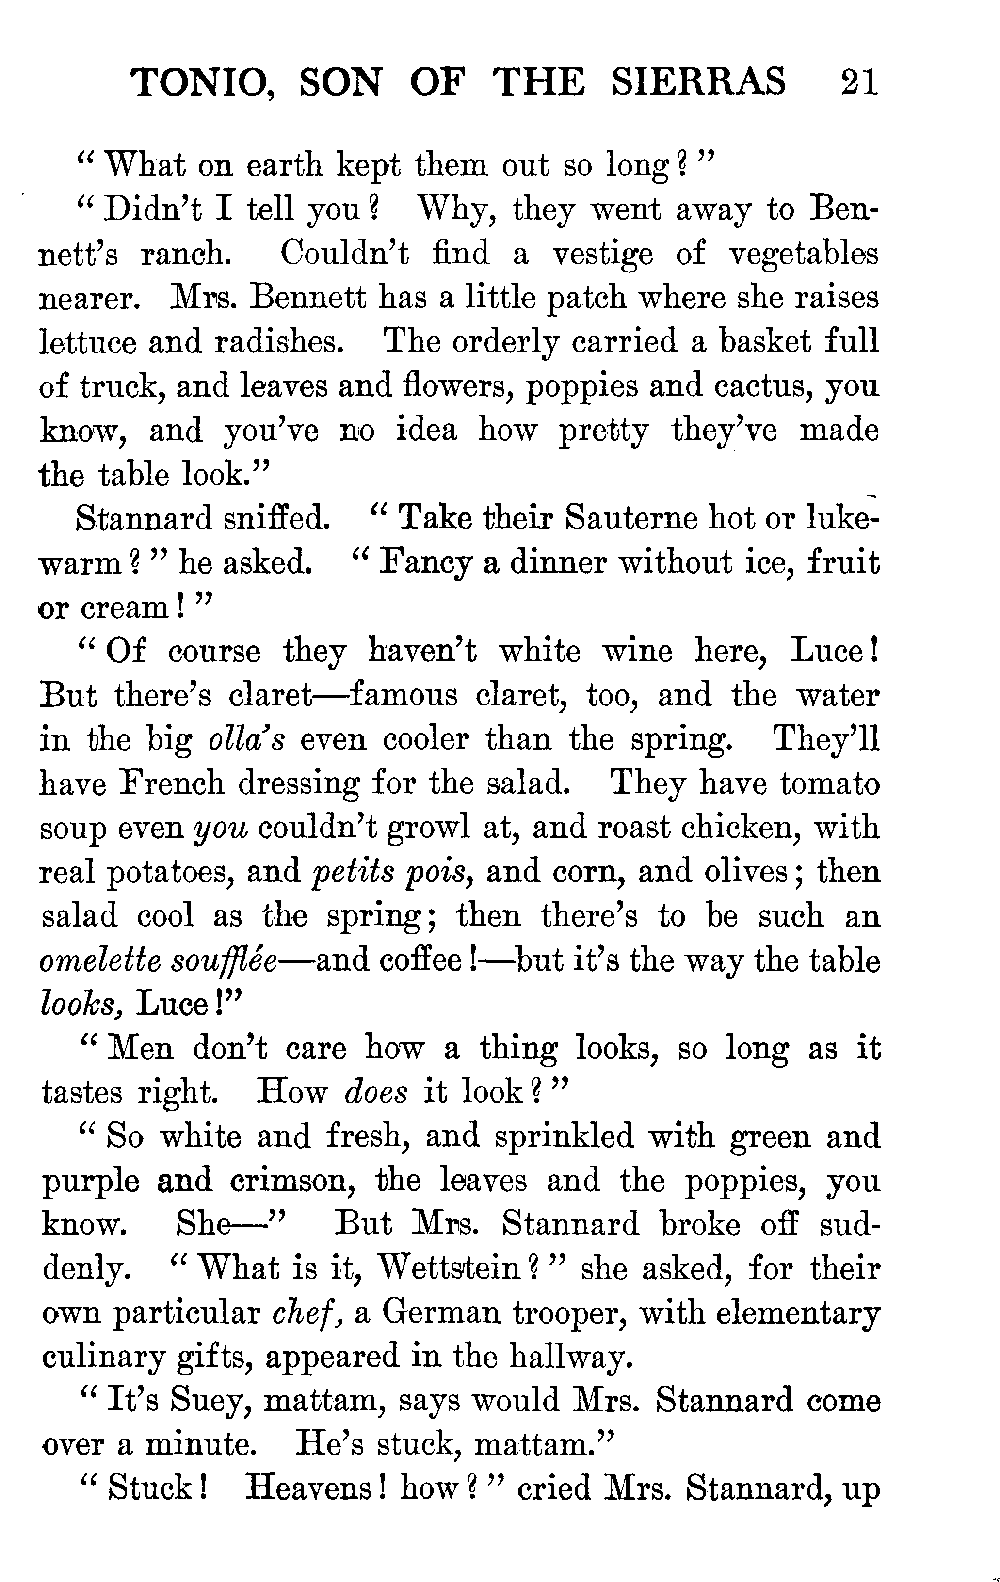 TONIO, SON OF THE SIERRAS 21
“ What on earth kept them out so long ? ”
“ Didn’t I tell you ? Why, they went away to Ben-
nett’s ranch. Couldn’t find a vestige of vegetables
nearer. Mrs. Bennett has a little patch where she raises
lettuce and radishes. The orderly carried a basket full
of truck, and leaves and flowers, poppies and cactus, you
know, and you’ve no idea how pretty they’ve made
the table look.”
Stannard sniffed. “ Take their Sauterne hot or luke-
warm ? ” he asked. “ Fancy a dinner without ice, fruit
or cream ! ”
“ Of course they haven’t white wine here, Luce !
But there’s claret—famous claret, too, and the water
in the big olla’s even cooler than the spring. They’ll
have French dressing for the salad. They have tomato
soup even you couldn’t growl at, and roast chicken, with
real potatoes, and petits pois, and corn, and olives ; then
salad cool as the spring ; then there’s to be such an
omelette soufflée—and coffee !—but it’s the way the table
looks, Luce !”
“ Men don’t care how a thing looks, so long as it
tastes right. How does it look ? ”
“ So white and fresh, and sprinkled with green and
purple and crimson, the leaves and the poppies, you
know. She—” But Mrs. Stannard broke off sud-
denly. “ What is it, Wettstein ? ” she asked, for their
own particular chef, a German trooper, with elementary
culinary gifts, appeared in the hallway.
“ It’s Suey, mattam, says would Mrs. Stannard come
over a minute. He’s stuck, mattam.”
“ Stuck ! Heavens ! how ? ” cried Mrs. Stannard, up